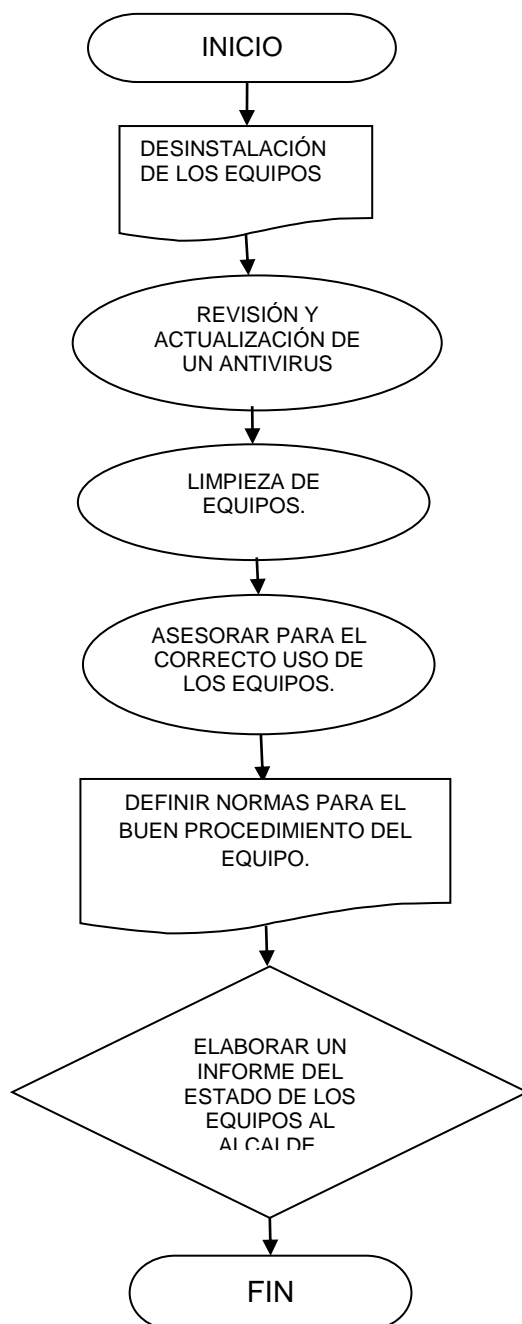 INICIO
DESINSTALACIÓN
DE LOS EQUIPOS
REVISIÓN Y
ACTUALIZACIÓN DE
UN ANTIVIRUS
LIMPIEZA DE
EQUIPOS.
ASESORAR PARA EL
CORRECTO USO DE
LOS EQUIPOS.
DEFINIR NORMAS PARA EL
BUEN PROCEDIMIENTO DEL
EQUIPO.
ELABORAR UN
INFORME DEL
ESTADO DE LOS
EQUIPOS AL
ALCALDE
FIN